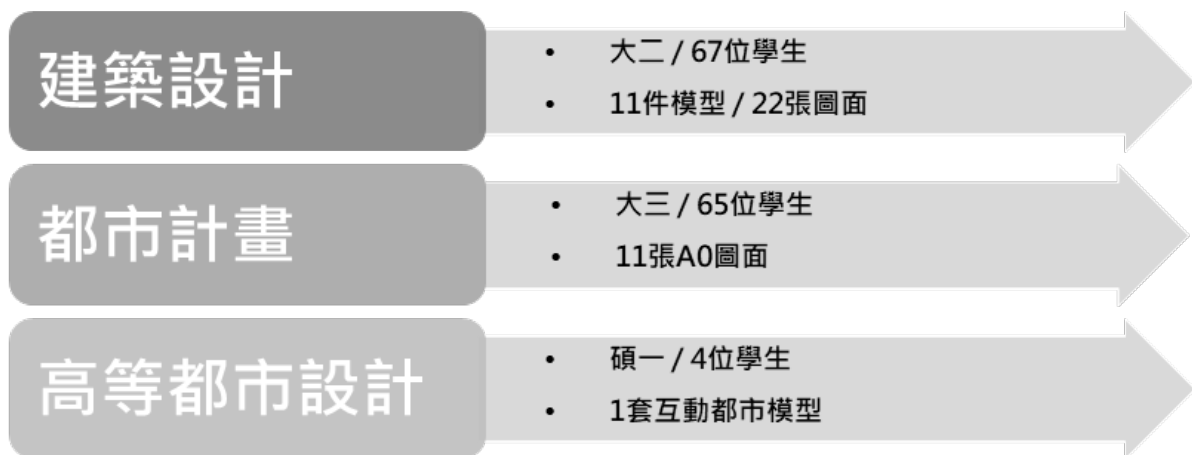 建築設計
• 大二 / 67位學生
• 11件模型 / 22張圖面
都市計畫
• 大三 / 65位學生
• 11張A0圖面
高等都市設計
• 碩一 / 4位學生
• 1套互動都市模型